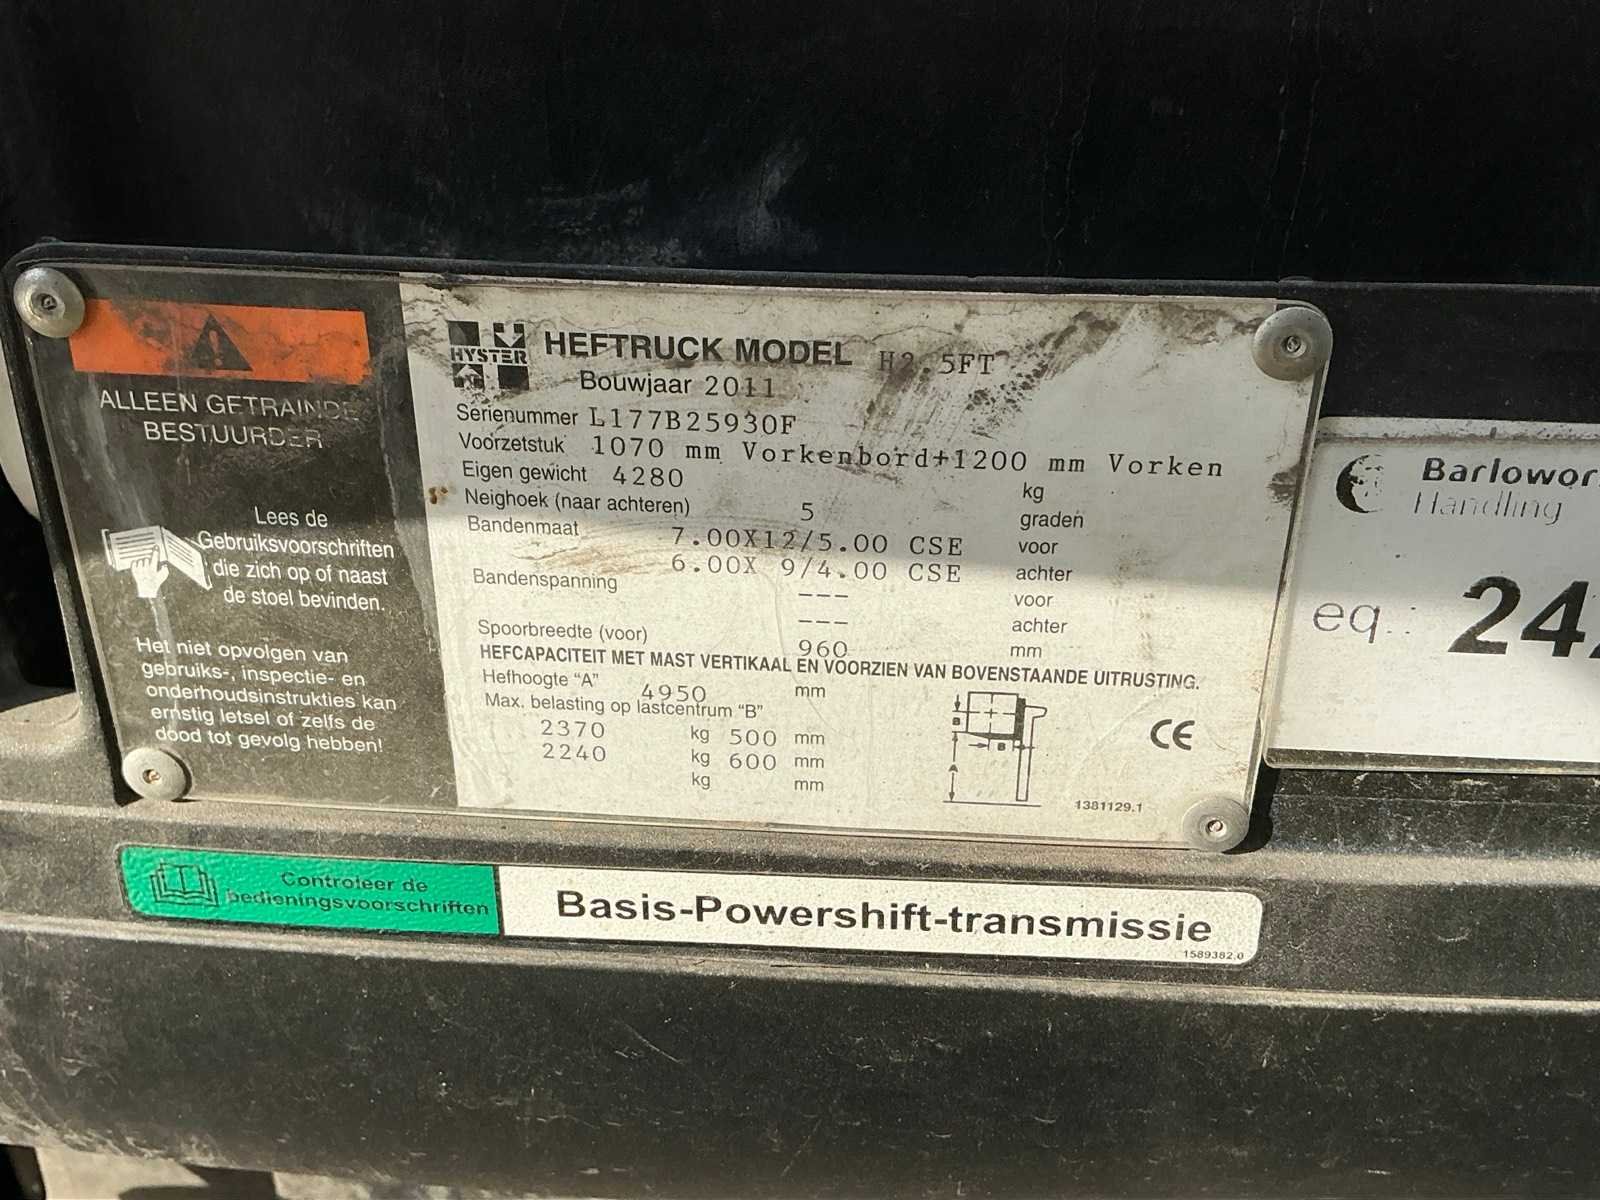 ALLEEN GETRAINDE
BESTUURDER
Lees de
Gebruiksvoorschriften
die zich op of naast
de stoel bevinden.
Het niet opvolgen van
gebruiks-, inspectie- en
onderhoudsinstrukties kan
ernstig letsel of zelfs de
dood tot gevolg hebben!
HYSTER
HEFTRUCK MODEL H2.5FT
Bouwjaar 2011
Serienummer L177B25930F
Voorzetstuk 1070 mm Vorkenbord+1200 mm Vorken
Eigen gewicht 4280 kg
Neighoek (naar achteren) 5 graden
Bandenmaat 7.00X12/5.00 CSE voor
6.00X 9/4.00 CSE achter
Bandenspanning --- voor
--- achter
Spoorbreedte (voor) 960 mm
HEFCAPACITEIT MET MAST VERTIKAAL EN VOORZIEN VAN BOVENSTAANDE UITRUSTING.
Hefhoogte "A" 4950 mm
Max. belasting op lastcentrum "B"
2370 kg 500 mm
2240 kg 600 mm
kg mm
B
B
A
CE
1381129.1
Handling
eq.:
Controleer de
bedieningsvoorschriften
Basis-Powershift-transmissie
1589382.0